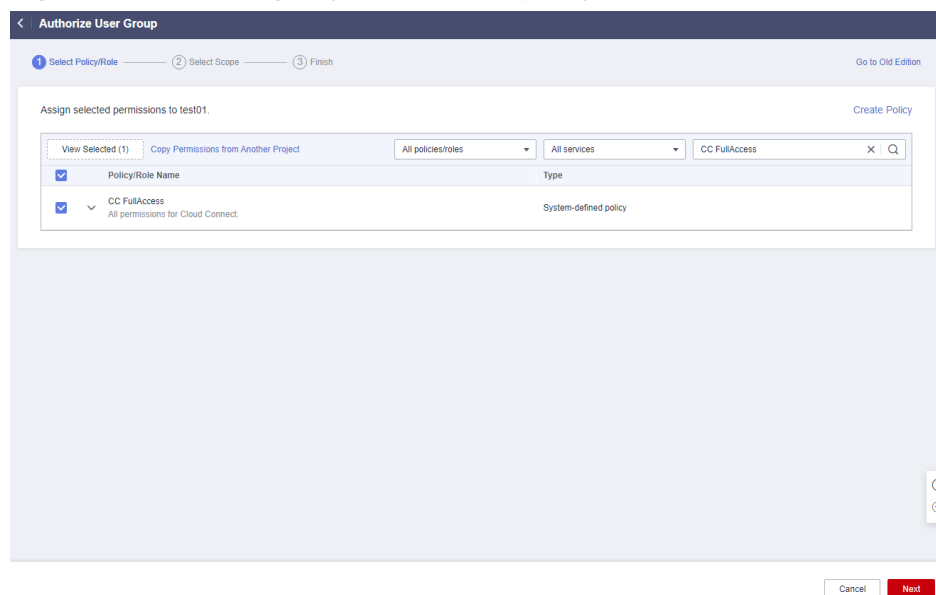 Authorize User Group
1 Select Policy/Role 2 Select Scope 3 Finish Go to Old Edition
Assign selected permissions to test01. Create Policy
View Selected (1) Copy Permissions from Another Project All policies/roles All services CC FullAccess
Policy/Role Name Type
CC FullAccess
All permissions for Cloud Connect. System-defined policy
Cancel Next